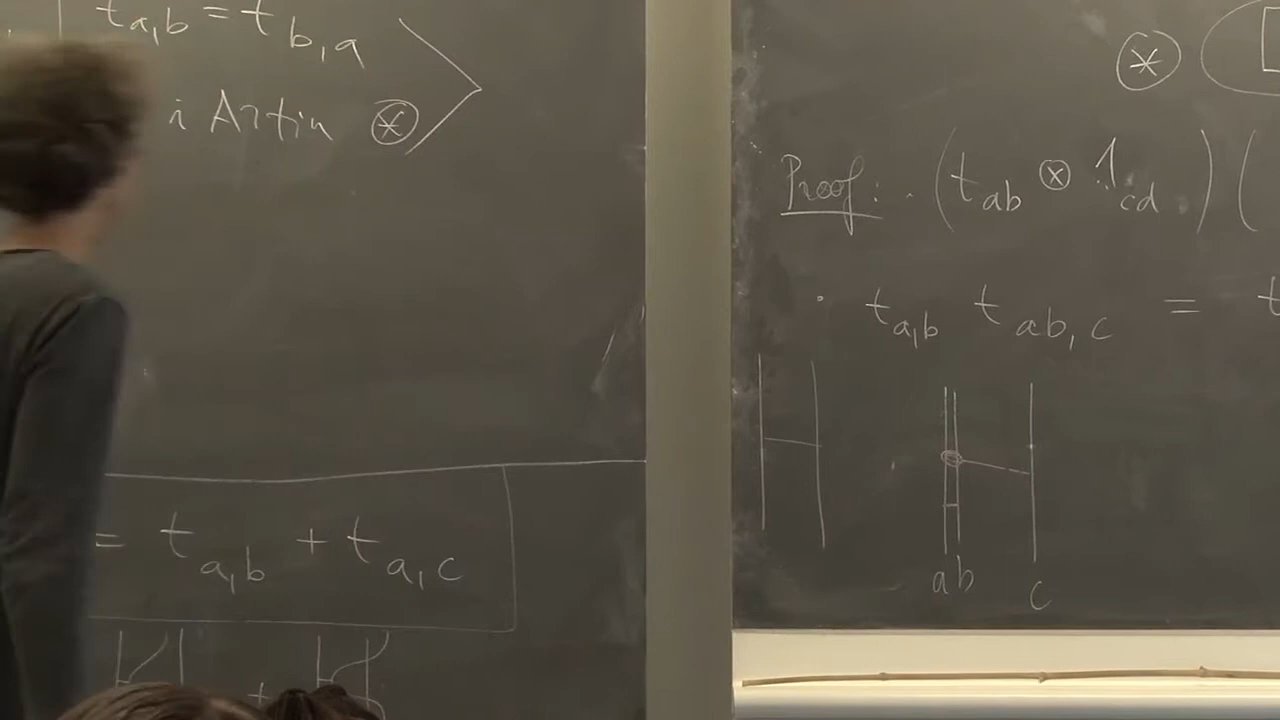 t_{a,b} = t_{b,a}
i Artin ⊛
= t_{a,b} + t_{a,c}
+
⊛
Proof: . (t_{ab} ⊗ 1_{cd}) (
· t_{a,b} t_{ab,c} = t
ab c